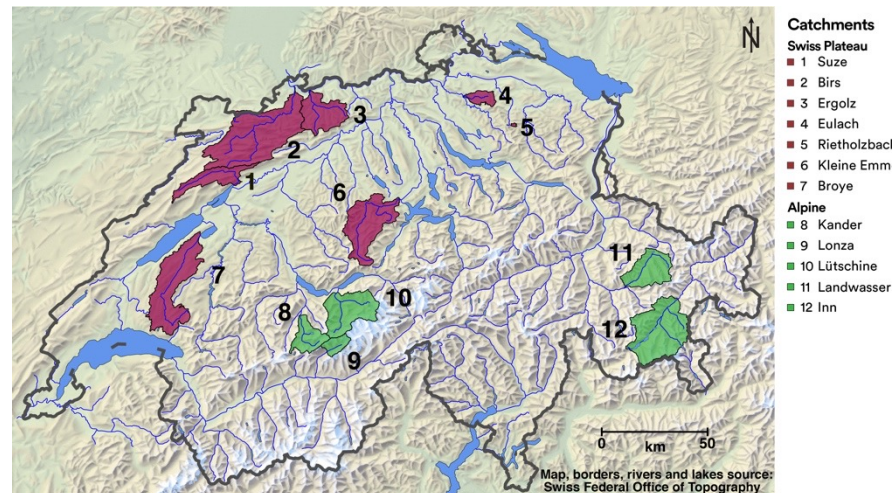 N
1
2
3
4
5
6
7
8
9
10
11
12
0 50
km
Map, borders, rivers and lakes source:
Swiss Federal Office of Topography
Catchments
Swiss Plateau
1 Suze
2 Birs
3 Ergolz
4 Eulach
5 Rietholzbach
6 Kleine Emm
7 Broye
Alpine
8 Kander
9 Lonza
10 Lütschine
11 Landwasser
12 Inn